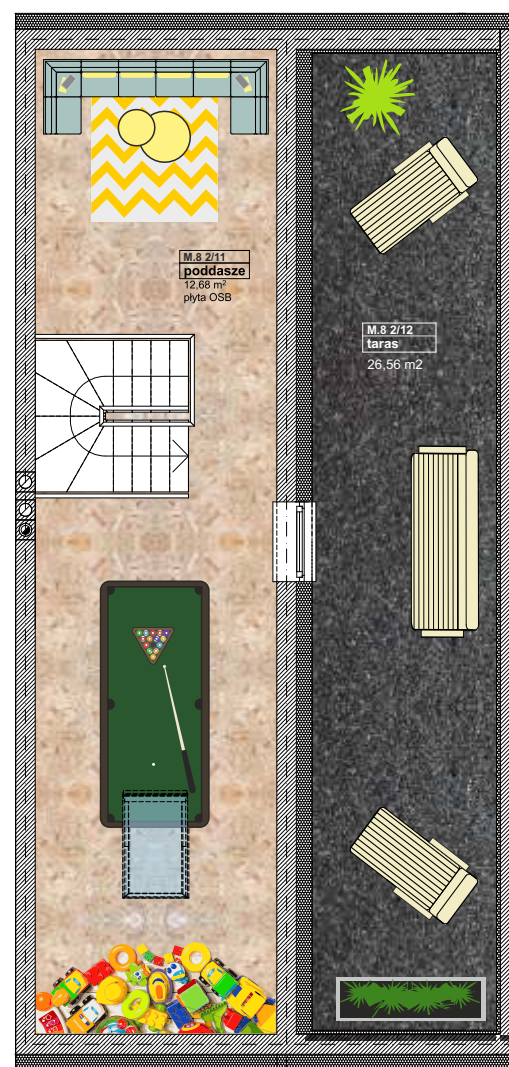 M.8 2/11
poddasze
12,68 m²
płyta OSB
M.8 2/12
taras
26,56 m2